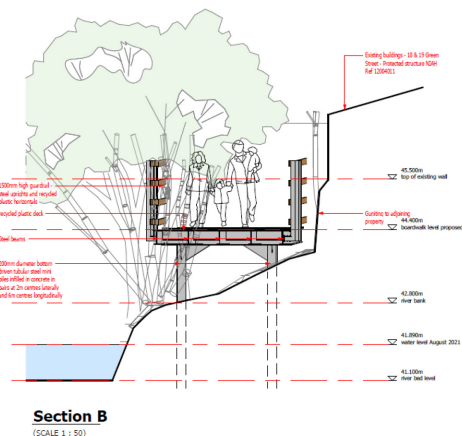 Existing buildings - 18 & 19 Green
Street - Protected structure NIAH
Ref 12004011
45.500m
top of existing wall
1500mm high guardrail -
steel uprights and recycled
plastic horizontals
recycled plastic deck
Guniting to adjoining
property
44.400m
boardwalk level proposed
steel beams
200mm diameter bottom
driven tubular steel mini
piles infilled in concrete in
pairs at 2m centres laterally
and 6m centres longitudinally
42.800m
river bank
41.890m
water level August 2021
41.100m
river bed level
Section B
(SCALE 1 : 50)